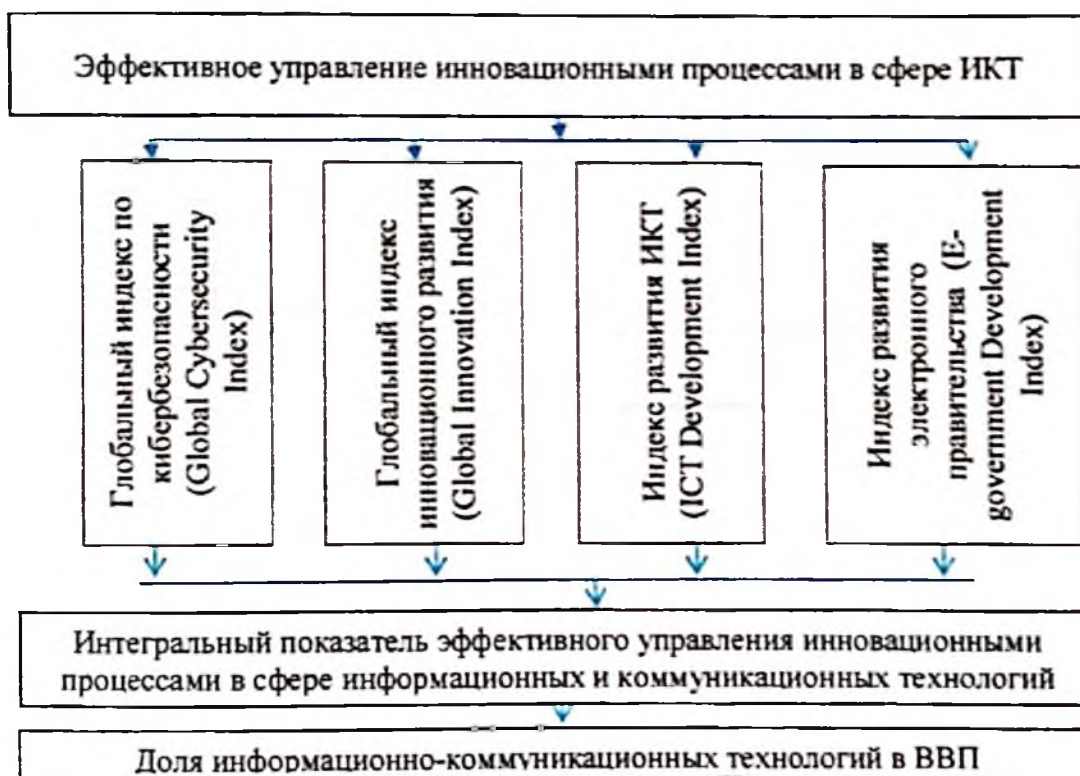 Эффективное управление инновационными процессами в сфере ИКТ
Глобальный индекс по
кибербезопасности
(Global Cybersecurity
Index)
Глобальный индекс
инновационного развития
(Global Innovation Index)
Индекс развития ИКТ
(ICT Development Index)
Индекс развития
электронного
правительства (E-
government Development
Index)
Интегральный показатель эффективного управления инновационными
процессами в сфере информационных и коммуникационных технологий
Доля информационно-коммуникационных технологий в ВВП